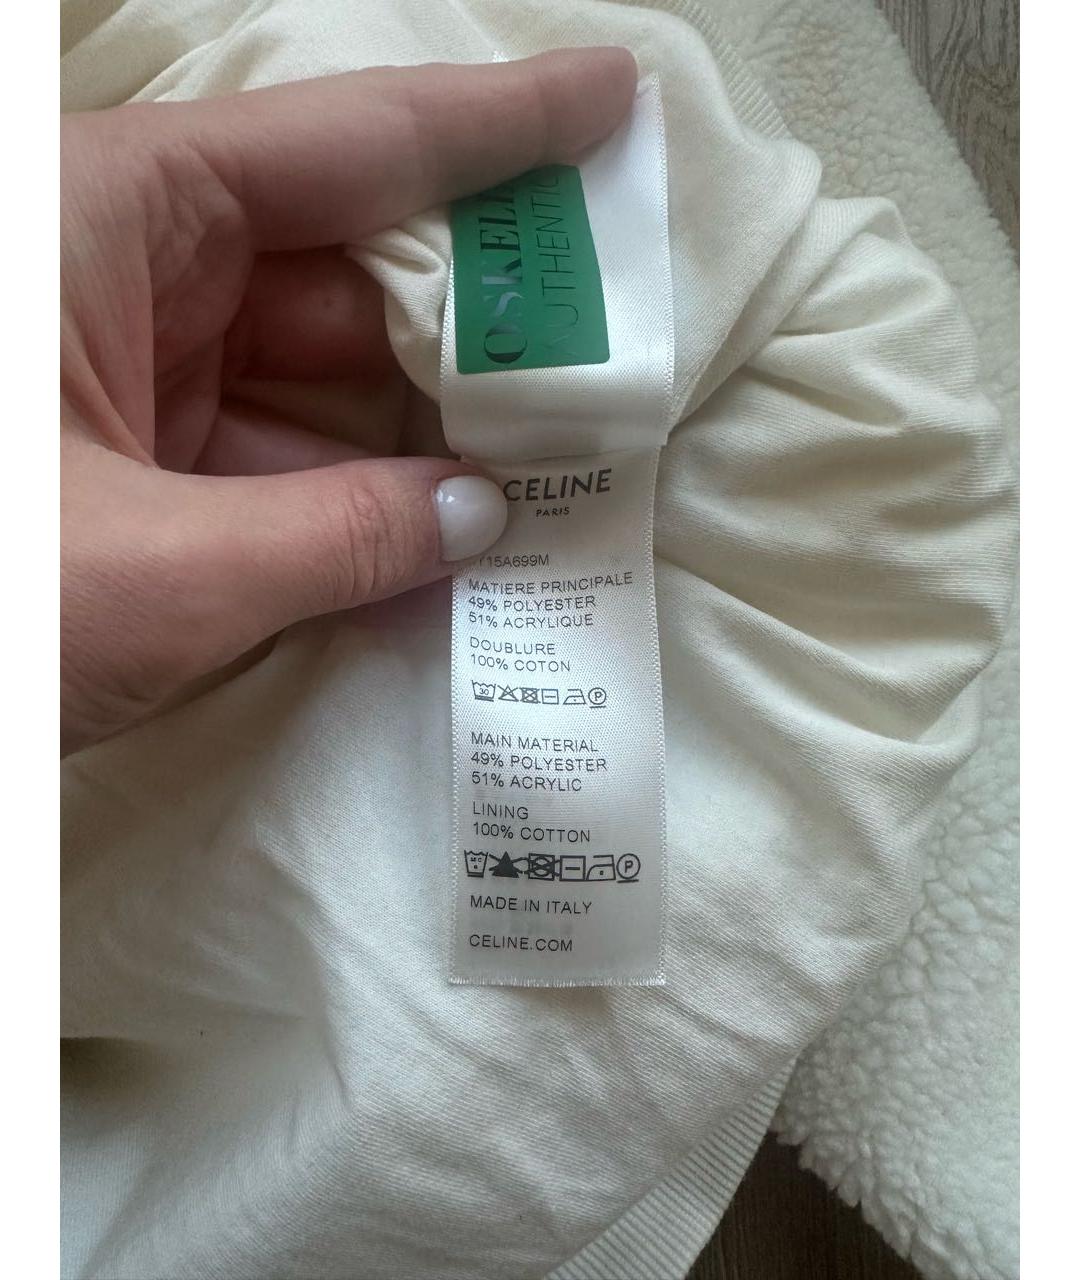 AUTHENTIC
CELINE
PARIS
15A699M
MATIERE PRINCIPALE
49% POLYESTER
51% ACRYLIQUE
DOUBLURE
100% COTON
30 P
MAIN MATERIAL
49% POLYESTER
51% ACRYLIC
LINING
100% COTTON
P
MADE IN ITALY
CELINE.COM